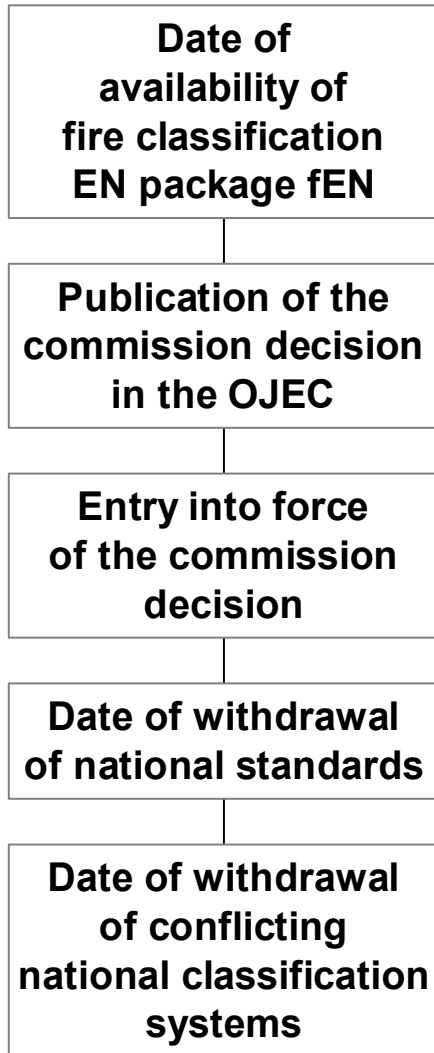 Date of
availability of
fire classification
EN package fEN
Publication of the
commission decision
in the OJEC
Entry into force
of the commission
decision
Date of withdrawal
of national standards
Date of withdrawal
of conflicting
national classification
systems